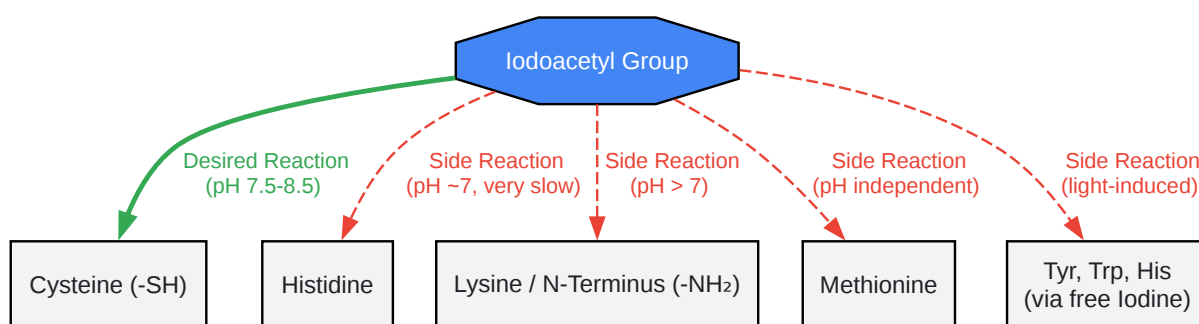 Iodoacetyl Group
Desired Reaction
(pH 7.5-8.5)
Side Reaction
(pH ~7, very slow)
Side Reaction
(pH > 7)
Side Reaction
(pH independent)
Side Reaction
(light-induced)
Cysteine (-SH)
Histidine
Lysine / N-Terminus (-NH₂)
Methionine
Tyr, Trp, His
(via free Iodine)